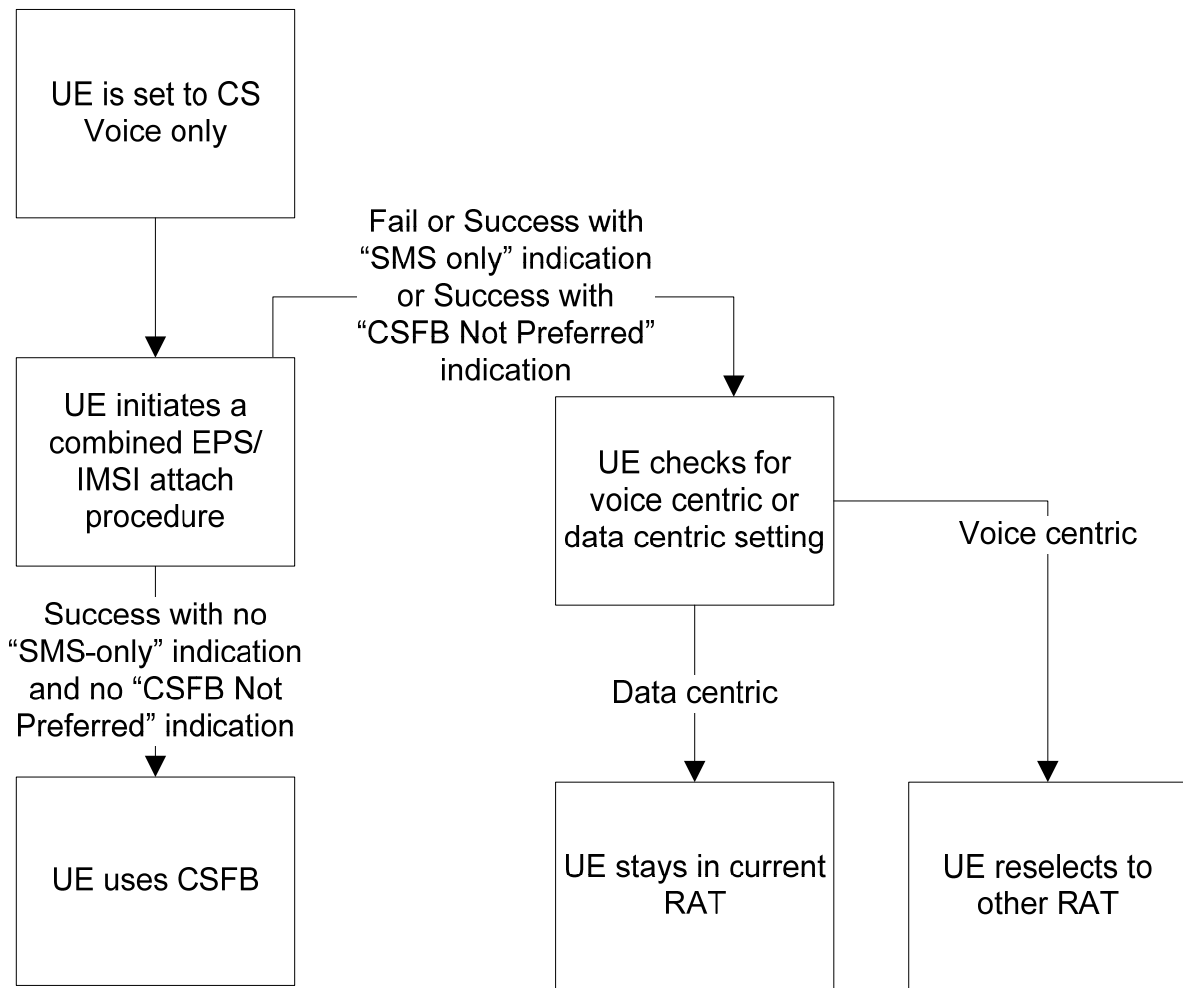 UE is set to CS
Voice only
Fail or Success with
“SMS only” indication
or Success with
“CSFB Not Preferred”
indication
UE initiates a
combined EPS/
IMSI attach
procedure
UE checks for
voice centric or
data centric setting
Voice centric
Success with no
“SMS-only” indication
and no “CSFB Not
Preferred” indication
Data centric
UE uses CSFB
UE stays in current
RAT
UE reselects to
other RAT